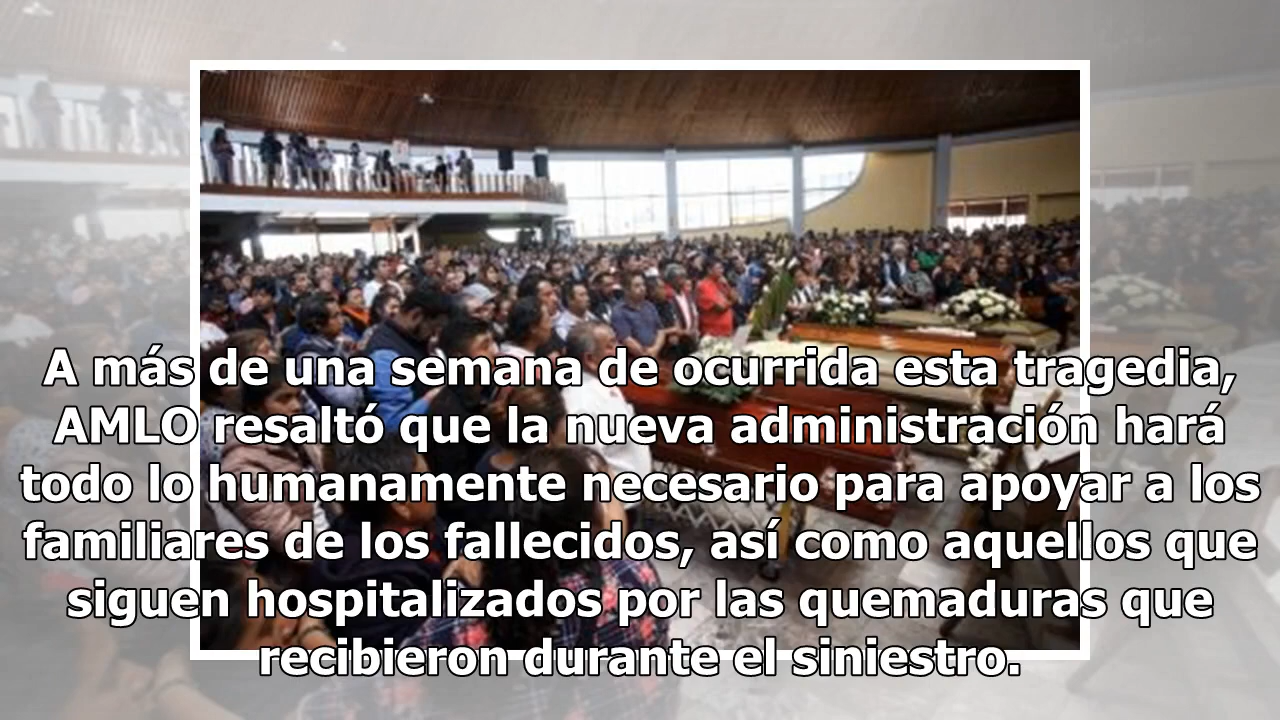 A más de una semana de ocurrida esta tragedia,
AMLO resaltó que la nueva administración hará
todo lo humanamente necesario para apoyar a los
familiares de los fallecidos, así como aquellos que
siguen hospitalizados por las quemaduras que
recibieron durante el siniestro.